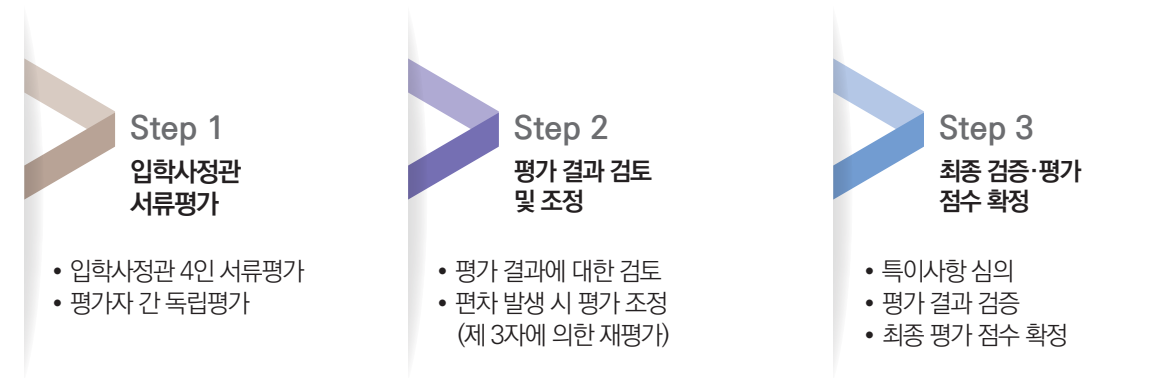 Step 1
입학사정관
서류평가
• 입학사정관 4인 서류평가
• 평가자 간 독립평가
Step 2
평가 결과 검토
및 조정
• 평가 결과에 대한 검토
• 편차 발생 시 평가 조정
(제 3자에 의한 재평가)
Step 3
최종 검증·평가
점수 확정
• 특이사항 심의
• 평가 결과 검증
• 최종 평가 점수 확정